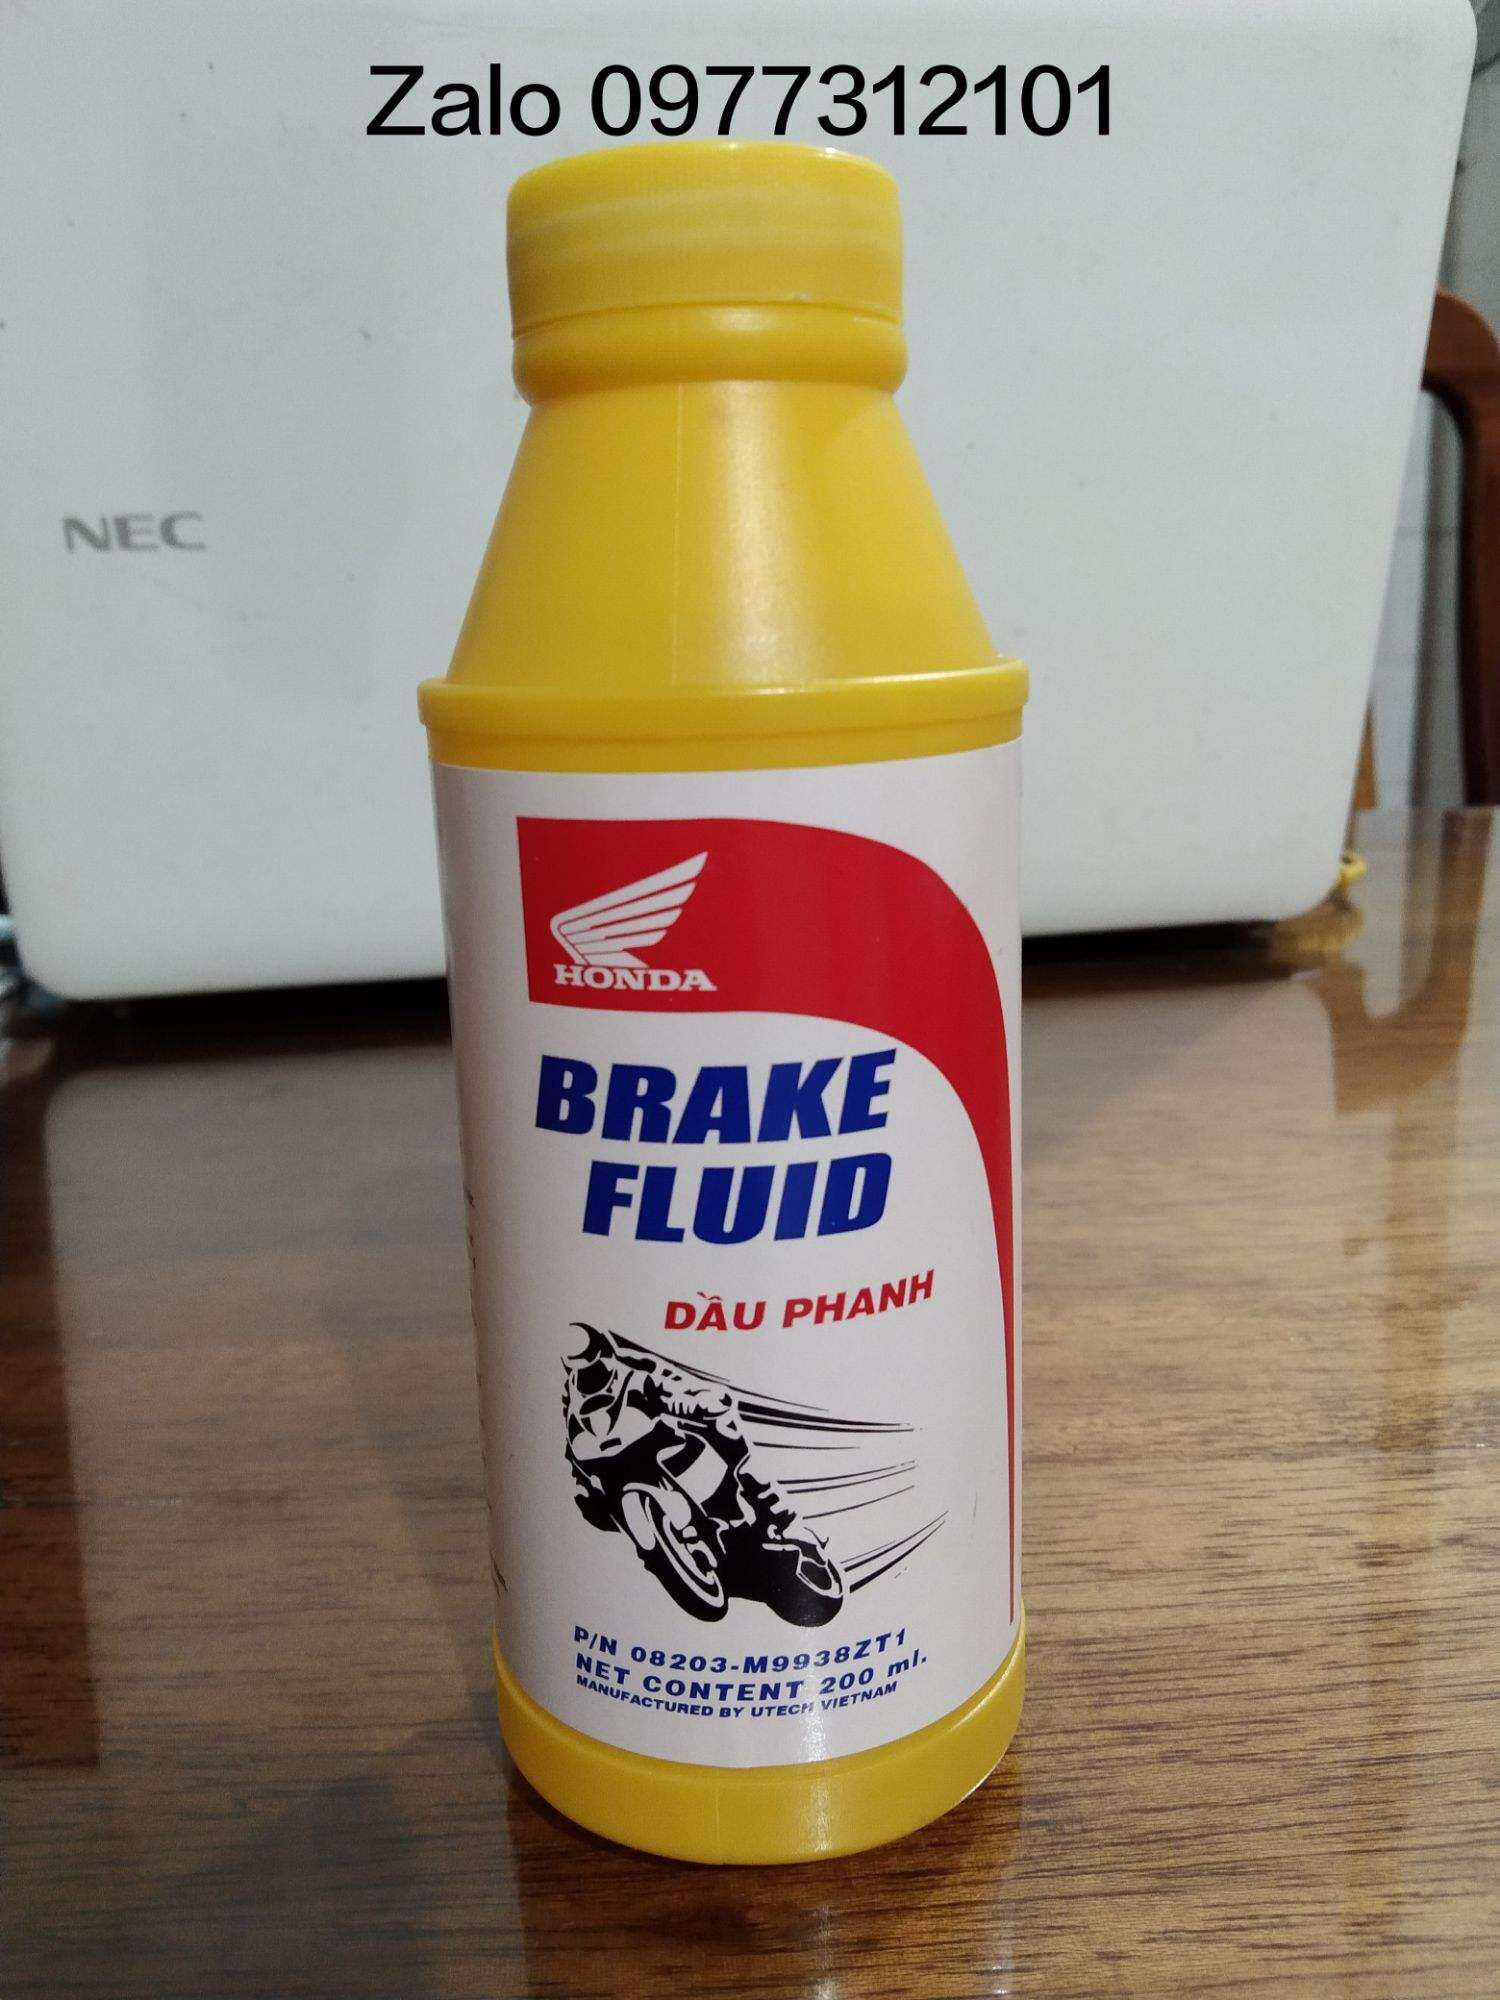 Zalo 0977312101
NEC
HONDA
BRAKE
FLUID
DẦU PHANH
P/N 08203-M9938ZT1
NET CONTENT 200 ml.
MANUFACTURED BY UTECH VIETNAM